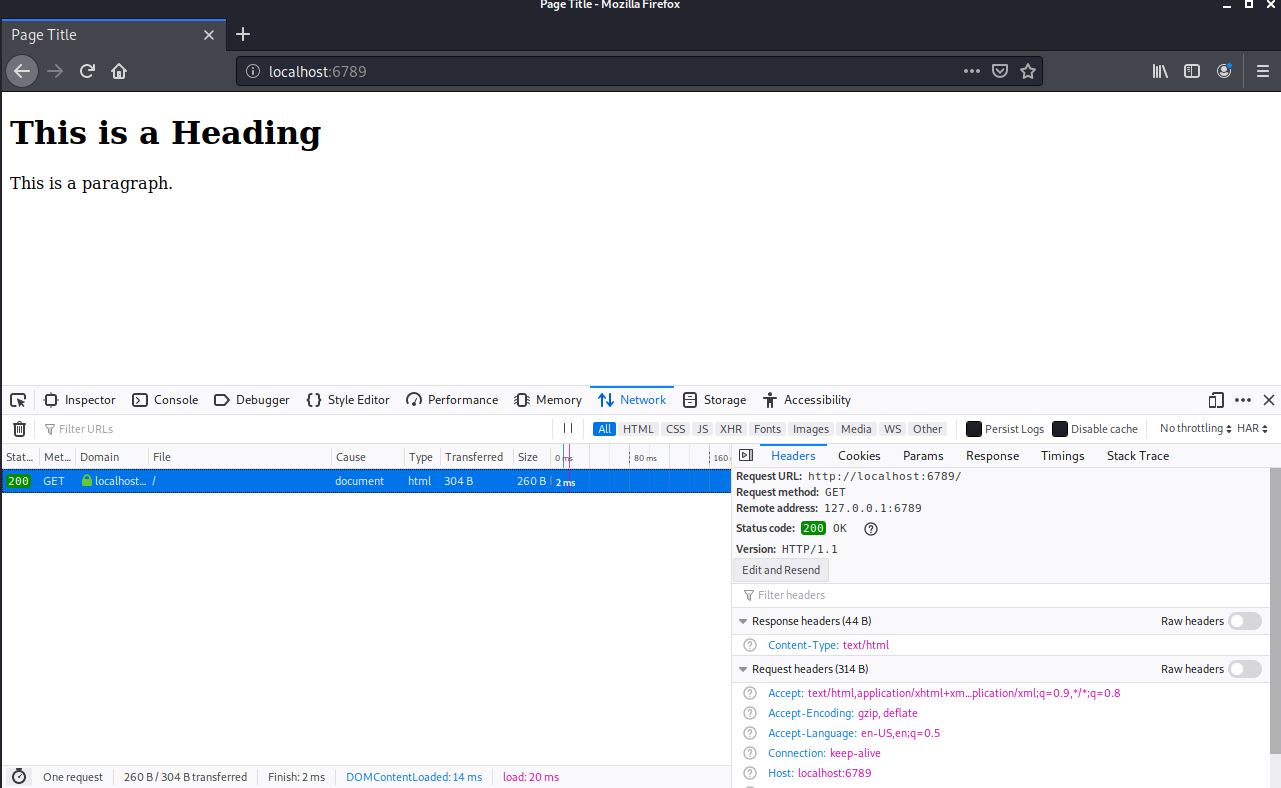 Page Title - Mozilla Firefox
Page Title
localhost:6789
This is a Heading
This is a paragraph.
Inspector Console Debugger Style Editor Performance Memory Network Storage Accessibility
Filter URLs All HTML CSS JS XHR Fonts Images Media WS Other Persist Logs Disable cache No throttling HAR
Stat... Met... Domain File Cause Type Transferred Size 0 ms 80 ms 160
200 GET localhost... / document html 304 B 260 B 2 ms
Headers Cookies Params Response Timings Stack Trace
Request URL: http://localhost:6789/
Request method: GET
Remote address: 127.0.0.1:6789
Status code: 200 OK
Version: HTTP/1.1
Edit and Resend
Filter headers
Response headers (44 B) Raw headers
Content-Type: text/html
Request headers (314 B) Raw headers
Accept: text/html,application/xhtml+xm...plication/xml;q=0.9,*/*;q=0.8
Accept-Encoding: gzip, deflate
Accept-Language: en-US,en;q=0.5
Connection: keep-alive
Host: localhost:6789
One request 260 B / 304 B transferred Finish: 2 ms DOMContentLoaded: 14 ms load: 20 ms